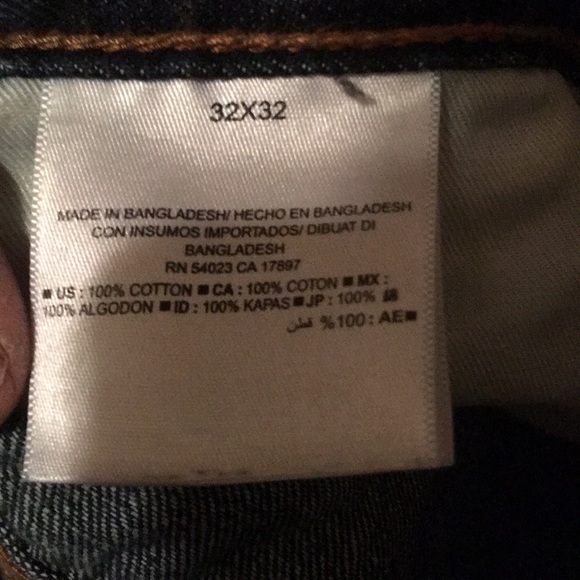 32X32
MADE IN BANGLADESH/ HECHO EN BANGLADESH
CON INSUMOS IMPORTADOS/ DIBUAT DI
BANGLADESH
RN 54023 CA 17897
■ US : 100% COTTON ■ CA : 100% COTON ■ MX :
100% ALGODON ■ ID : 100% KAPAS ■ JP : 100% 綿
■AE : 100% قطن